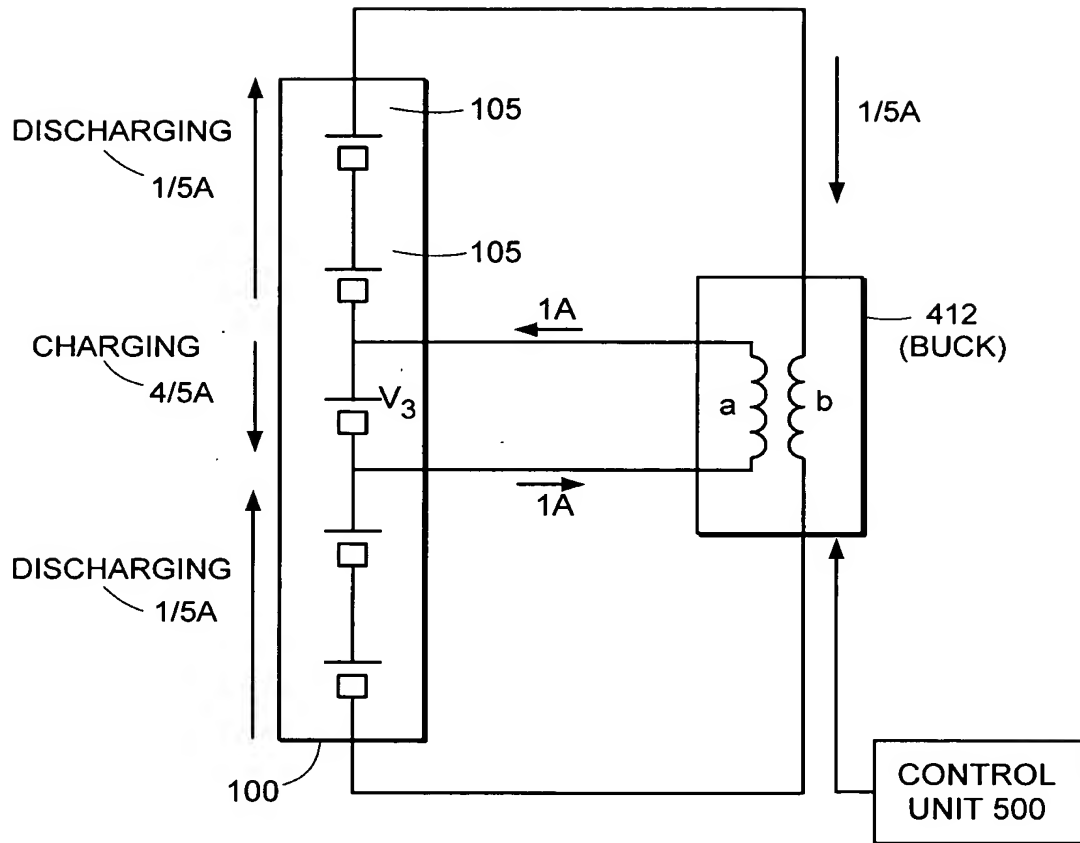 105
DISCHARGING
1/5A
1/5A
105
1A
412
(BUCK)
CHARGING
4/5A
V3
a
b
1A
DISCHARGING
1/5A
100
CONTROL
UNIT 500